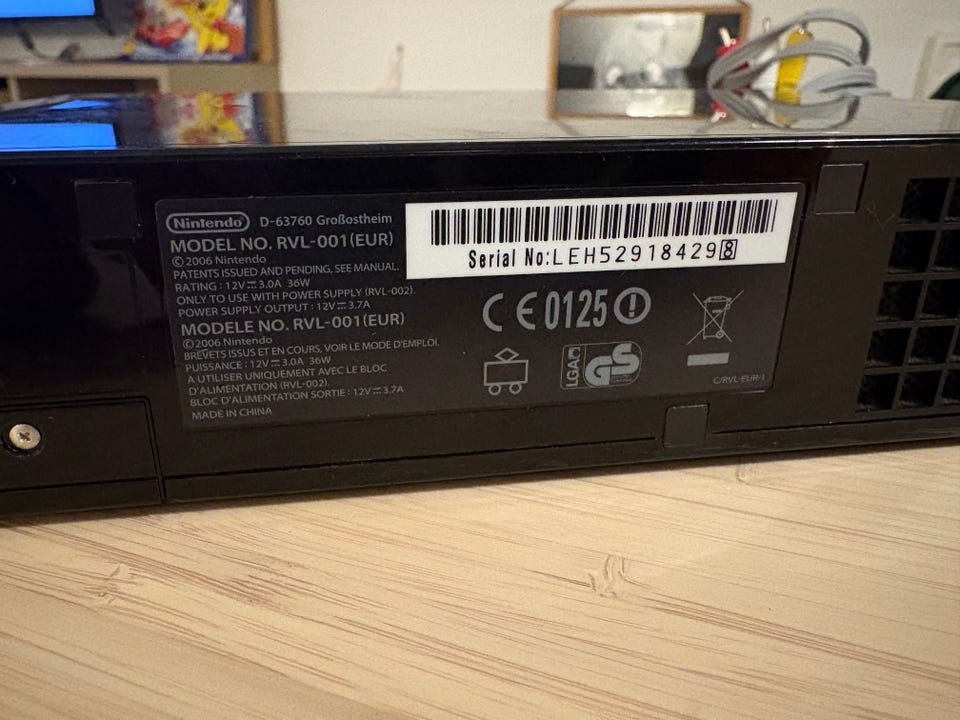 Nintendo D-63760 Großostheim
MODEL NO. RVL-001(EUR)
©2006 Nintendo
PATENTS ISSUED AND PENDING, SEE MANUAL.
RATING : 12V⎓3.0A 36W
ONLY TO USE WITH POWER SUPPLY (RVL-002).
POWER SUPPLY OUTPUT : 12V⎓3.7A
MODELE NO. RVL-001(EUR)
©2006 Nintendo
BREVETS ISSUS ET EN COURS, VOIR LE MODE D'EMPLOI.
PUISSANCE : 12V⎓3.0A 36W
A UTILISER UNIQUEMENT AVEC LE BLOC
D'ALIMENTATION (RVL-002).
BLOC D'ALIMENTATION SORTIE : 12V⎓3.7A
MADE IN CHINA
Serial No:LEH529184298
CE0125
LGA
GS
C/RVL-EUR-1